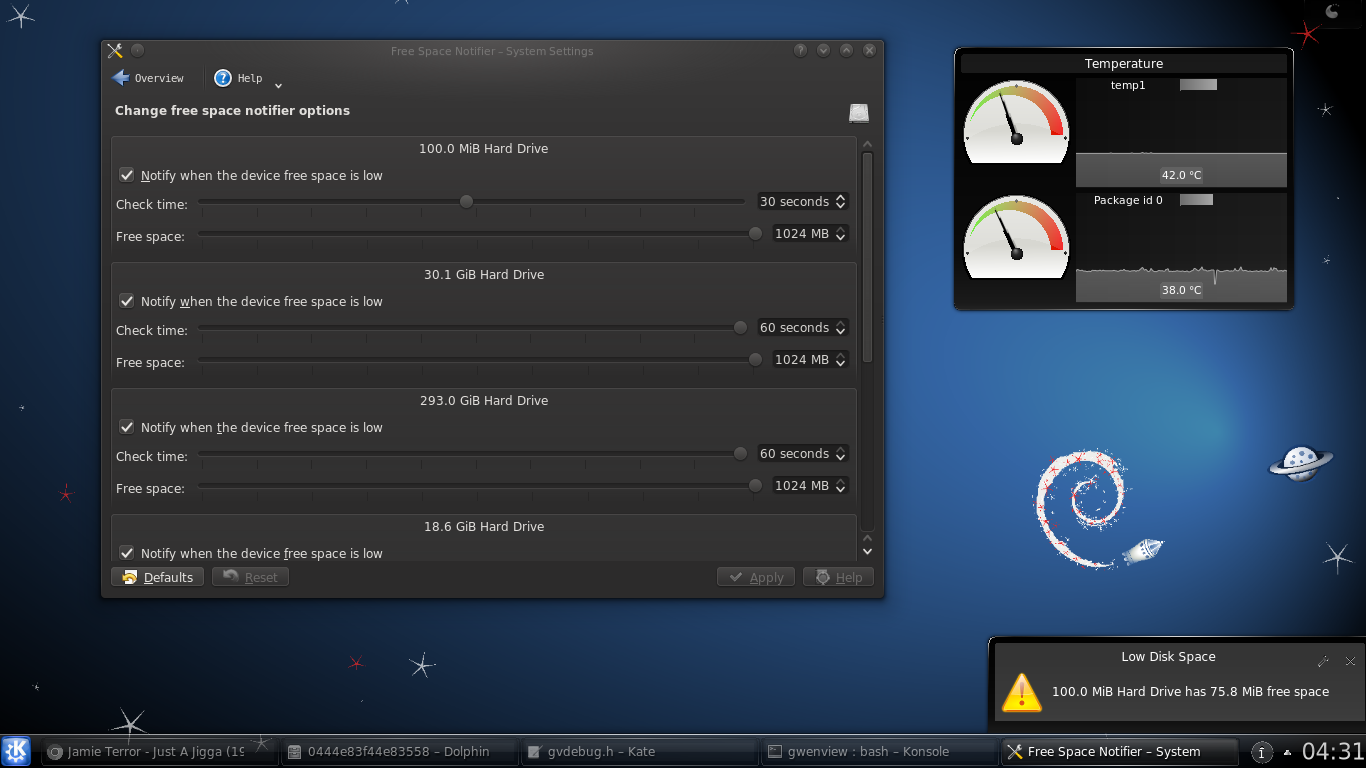 Free Space Notifier – System Settings
Overview
Help
Change free space notifier options
100.0 MiB Hard Drive
Notify when the device free space is low
Check time:
30 seconds
Free space:
1024 MB
30.1 GiB Hard Drive
Notify when the device free space is low
Check time:
60 seconds
Free space:
1024 MB
293.0 GiB Hard Drive
Notify when the device free space is low
Check time:
60 seconds
Free space:
1024 MB
18.6 GiB Hard Drive
Notify when the device free space is low
Defaults
Reset
Apply
Help
Temperature
temp1
42.0 °C
Package id 0
38.0 °C
Low Disk Space
100.0 MiB Hard Drive has 75.8 MiB free space
Jamie Terror - Just A Jigga (19
0444e83f44e83558 – Dolphin
gvdebug.h – Kate
gwenview : bash – Konsole
Free Space Notifier – System
04:31